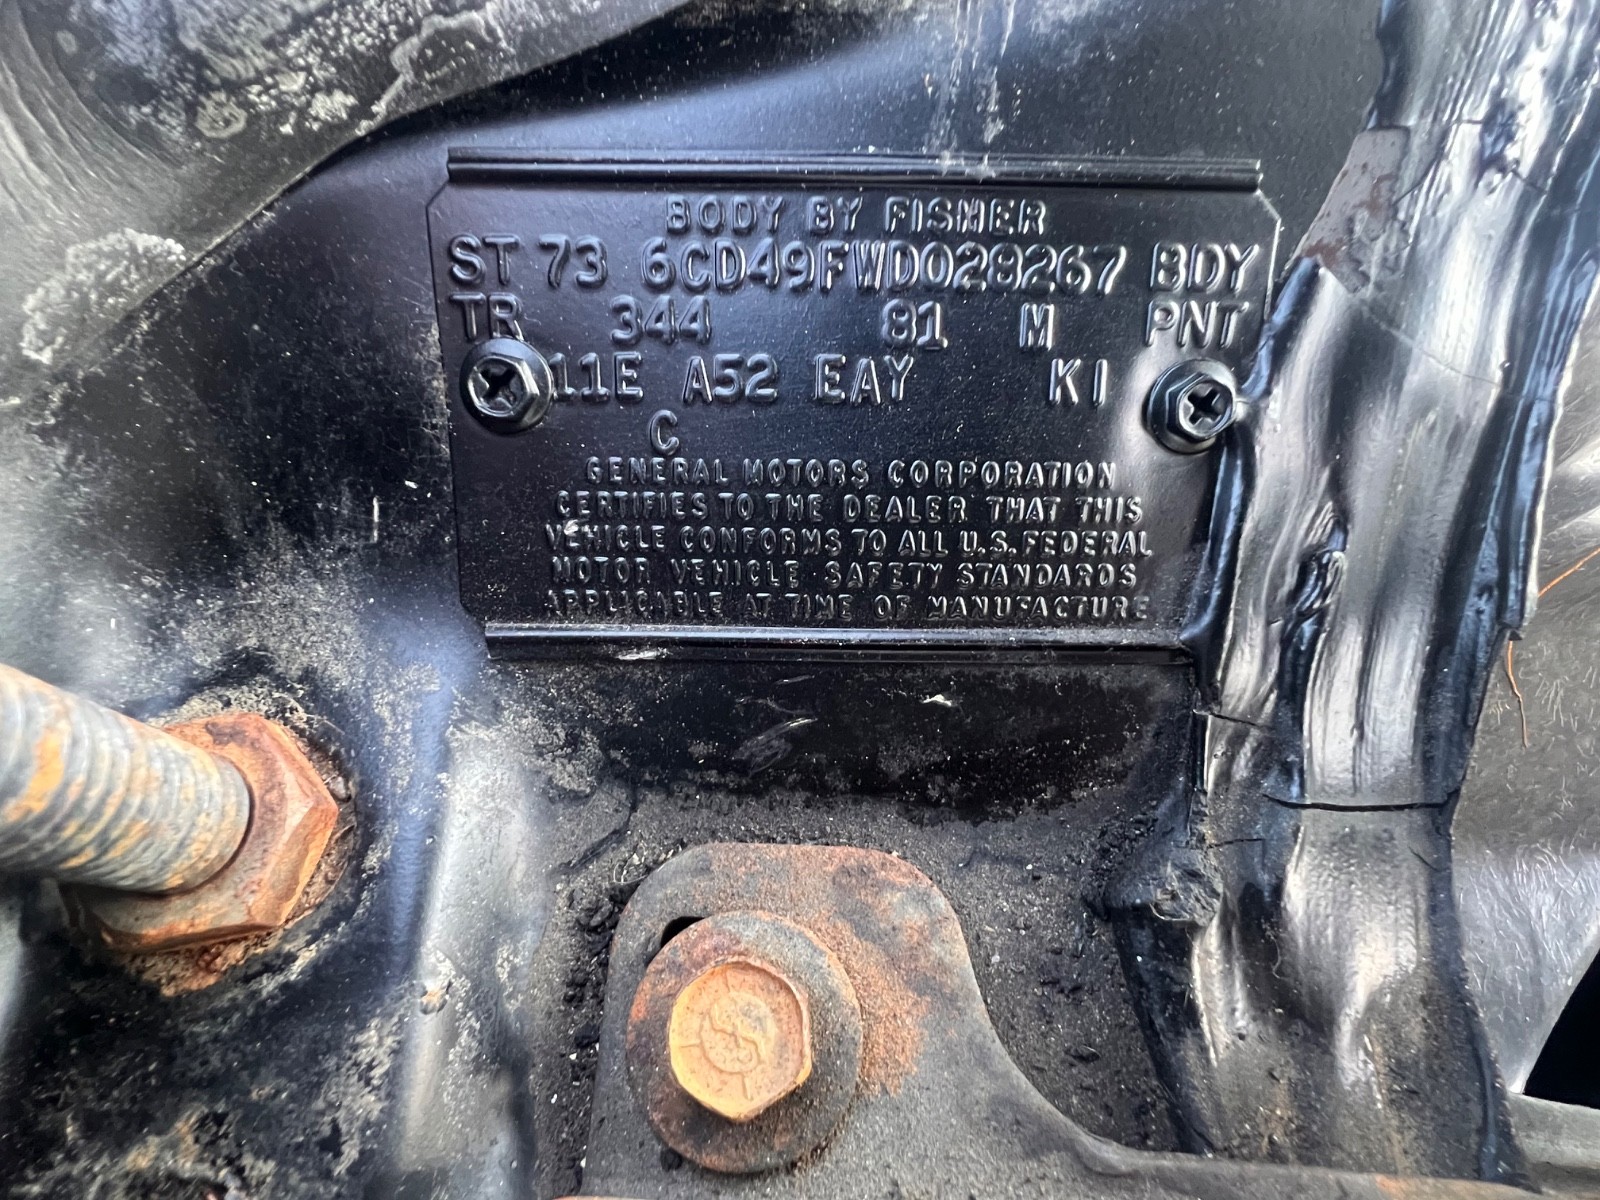 BODY BY FISHER
ST 73 6CD49FWD028267 BDY
TR 344 81 M PNT
11E A52 EAY K1
C
GENERAL MOTORS CORPORATION
CERTIFIES TO THE DEALER THAT THIS
VEHICLE CONFORMS TO ALL U.S. FEDERAL
MOTOR VEHICLE SAFETY STANDARDS
APPLICABLE AT TIME OF MANUFACTURE